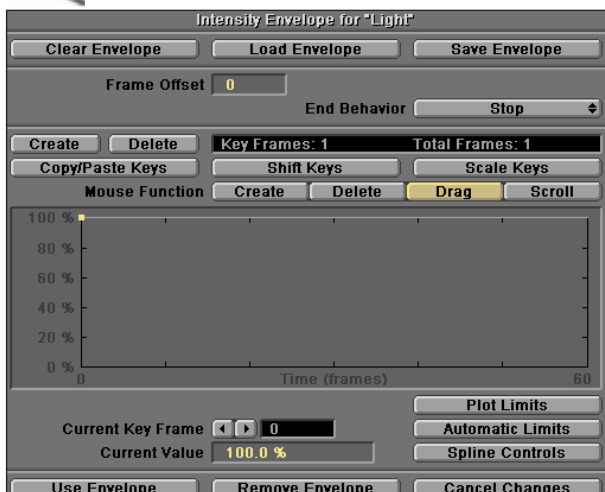 Intensity Envelope for "Light"
Clear Envelope Load Envelope Save Envelope
Frame Offset 0
End Behavior Stop
Create Delete Key Frames: 1 Total Frames: 1
Copy/Paste Keys Shift Keys Scale Keys
Mouse Function Create Delete Drag Scroll
100 %
80 %
60 %
40 %
20 %
0 %
0 Time (frames) 60
Plot Limits
Current Key Frame 0 Automatic Limits
Current Value 100.0 % Spline Controls
Use Envelope Remove Envelope Cancel Changes